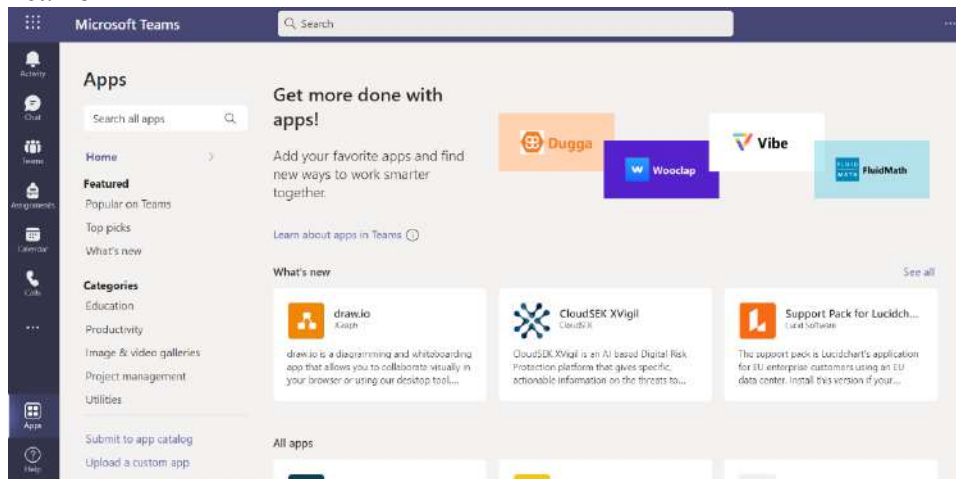 Microsoft Teams
Search
Activity
Chat
Teams
Assignments
Calendar
Calls
Apps
Help
Apps
Search all apps
Home
Featured
Popular on Teams
Top picks
What's new
Categories
Education
Productivity
Image & video galleries
Project management
Utilities
Submit to app catalog
Upload a custom app
Get more done with
apps!
Add your favorite apps and find
new ways to work smarter
together.
Learn about apps in Teams
Dugga
W Wooclap
Vibe
FLUID
MATH
FluidMath
What's new
See all
draw.io
JGraph
draw.io is a diagramming and whiteboarding
app that allows you to collaborate visually in
your browser or using our desktop tool....
CloudSEK XVigil
CloudSEK
CloudSEK XVigil is an AI based Digital Risk
Protection platform that gives specific,
actionable information on the threats to...
Support Pack for Lucidch...
Lucid Software
The support pack is Lucidchart's application
for EU enterprise customers using an EU
data center. Install this version if your...
All apps